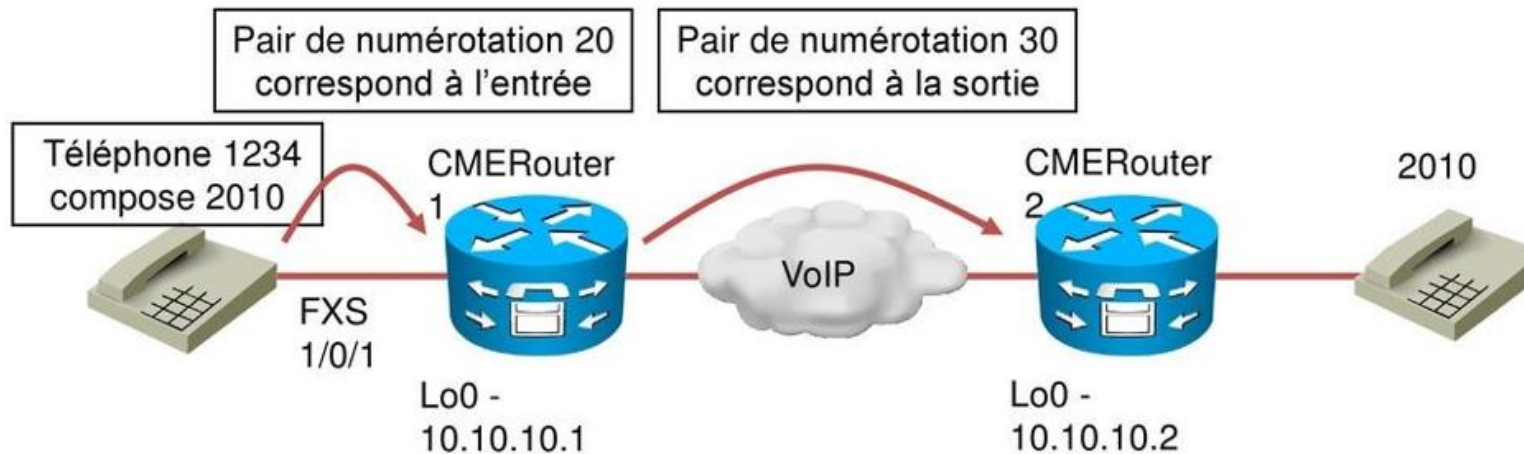 Pair de numérotation 20
correspond à l'entrée
Pair de numérotation 30
correspond à la sortie
Téléphone 1234
compose 2010
CMERouter
1
CMERouter
2
2010
VoIP
FXS
1/0/1
Lo0 -
10.10.10.1
Lo0 -
10.10.10.2